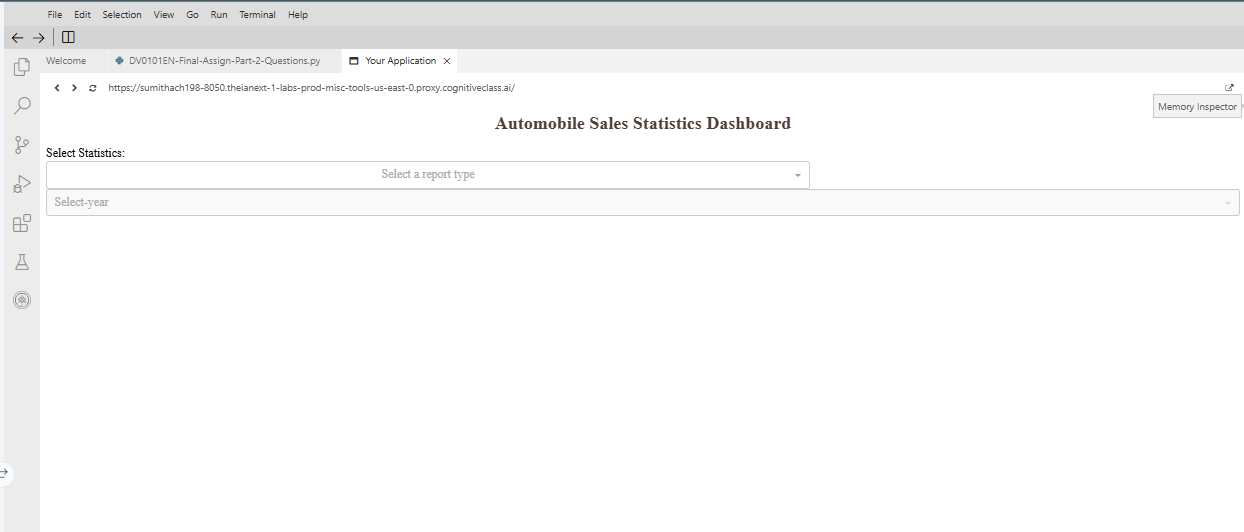 File Edit Selection View Go Run Terminal Help
Welcome DV0101EN-Final-Assign-Part-2-Questions.py Your Application
https://sumithach198-8050.theianext-1-labs-prod-misc-tools-us-east-0.proxy.cognitiveclass.ai/
Memory Inspector
Automobile Sales Statistics Dashboard
Select Statistics:
Select a report type
Select-year